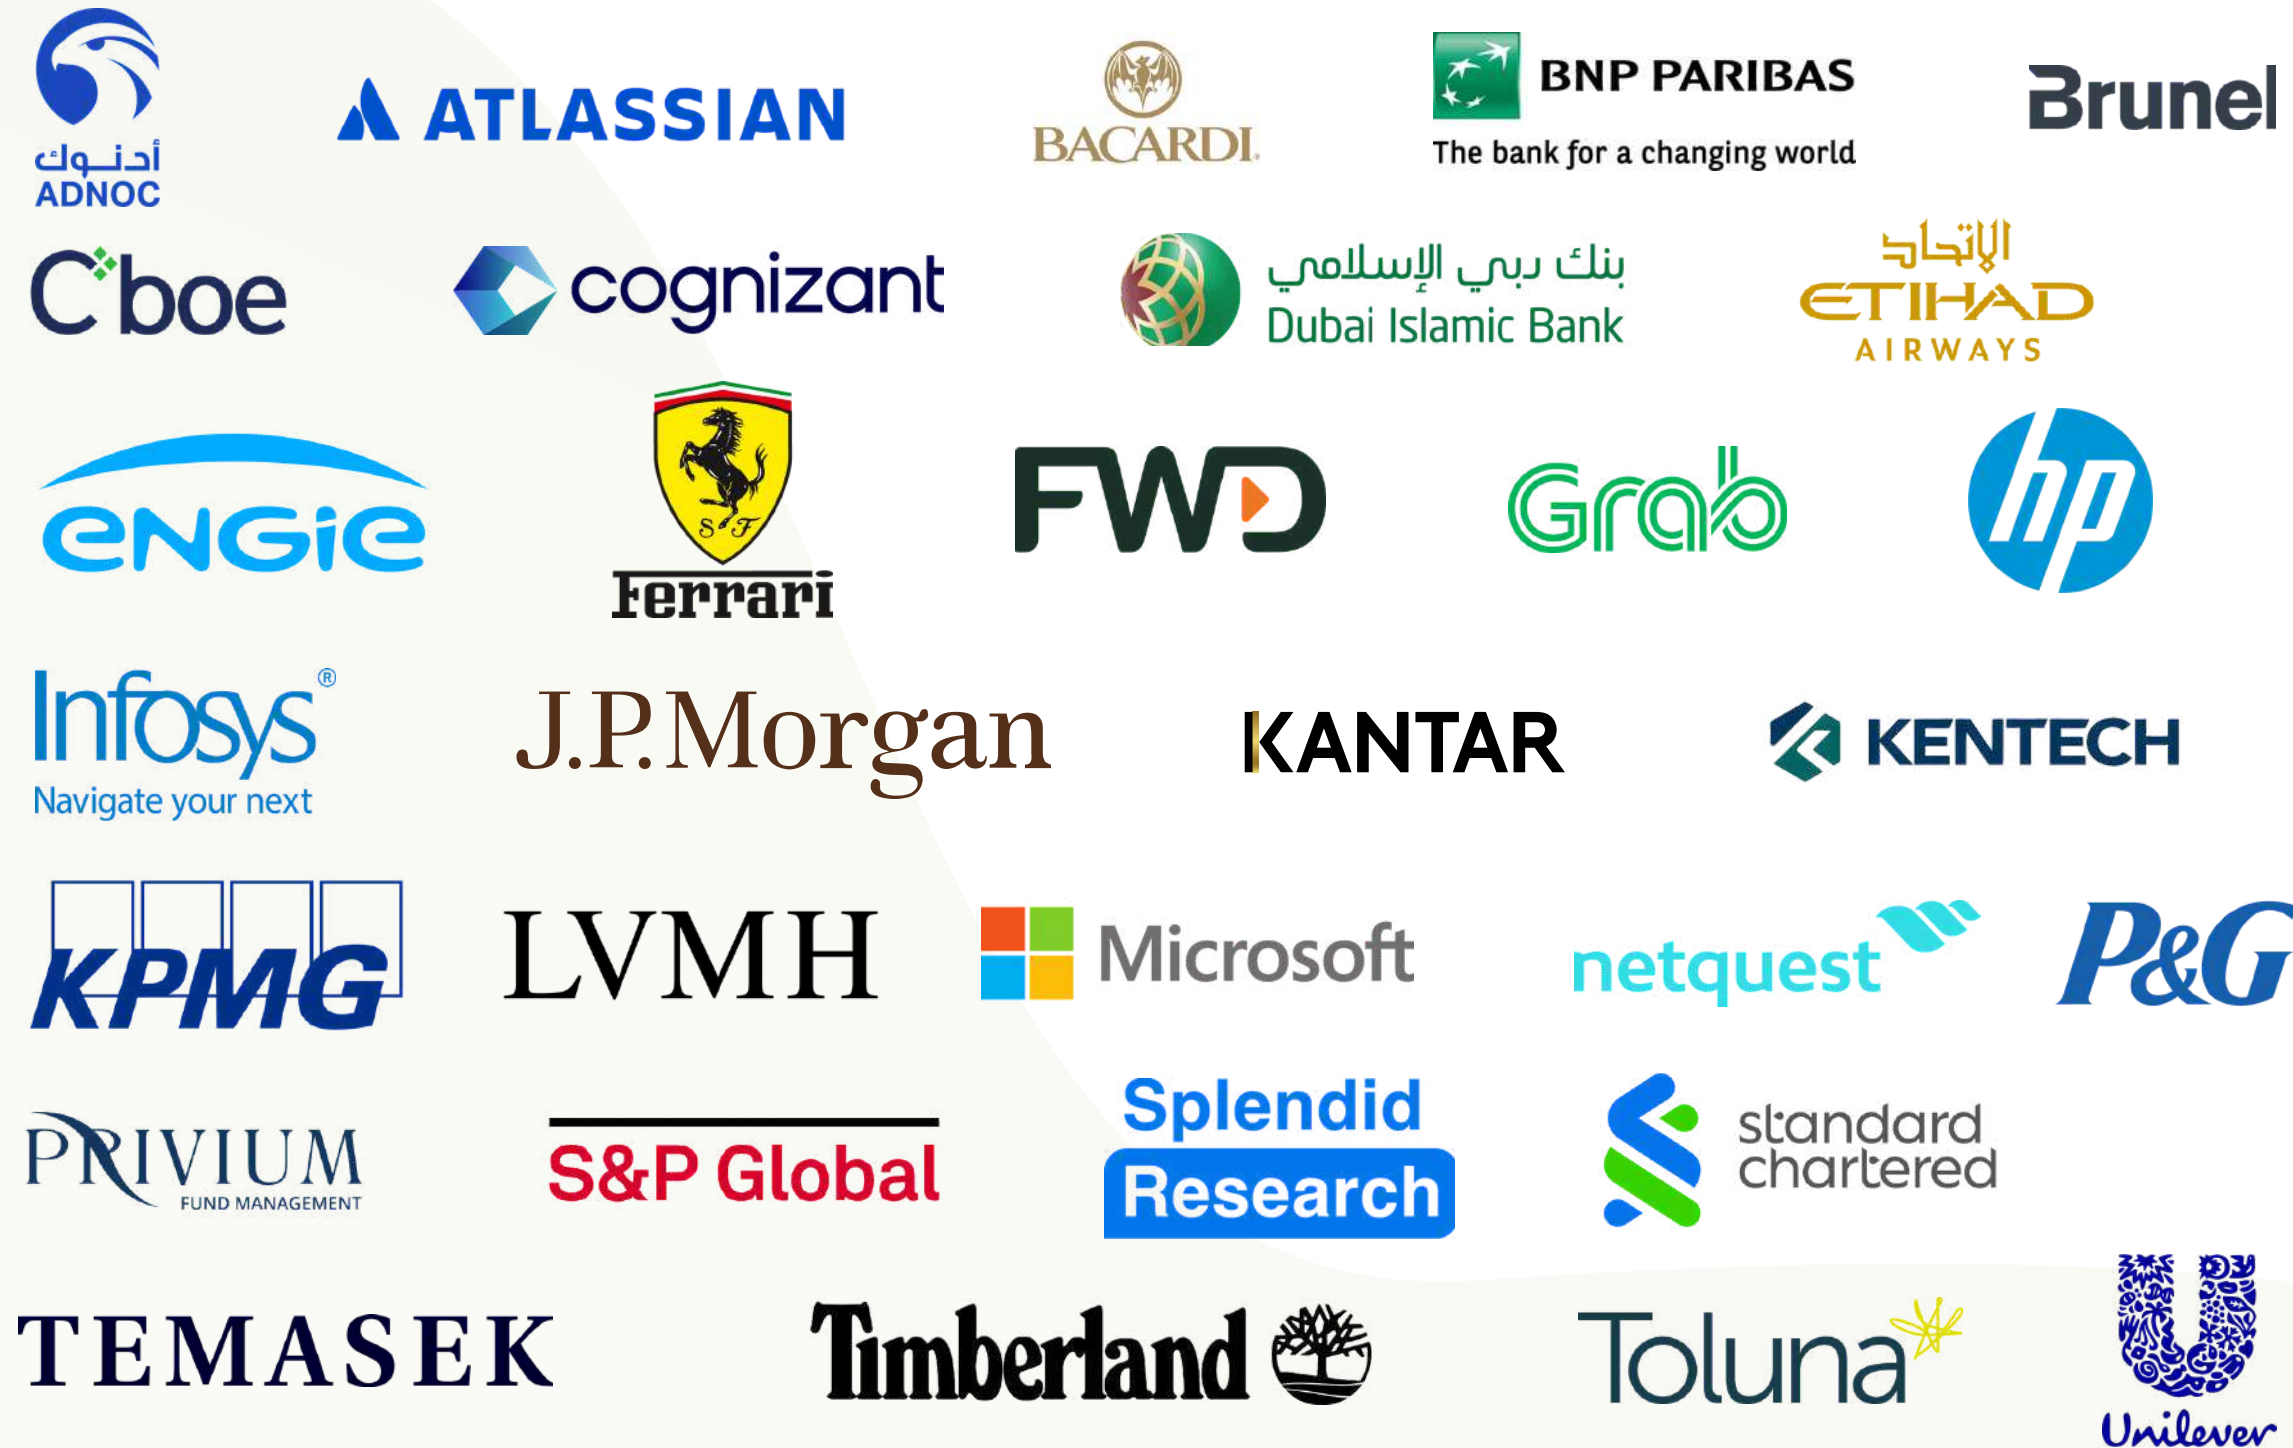 أدنوك
ADNOC
ATLASSIAN
BACARDI.
BNP PARIBAS
The bank for a changing world
Brunel
Cboe
cognizant
بنك دبي الإسلامي
Dubai Islamic Bank
الإتحاد
ETIHAD
AIRWAYS
ENGIE
S F
Ferrari
FWD
Grab
hp
Infosys®
Navigate your next
J.P.Morgan
KANTAR
KENTECH
KPMG
LVMH
Microsoft
netquest
P&G
PRIVIUM
FUND MANAGEMENT
S&P Global
Splendid
Research
standard
chartered
TEMASEK
Timberland
Toluna
Unilever